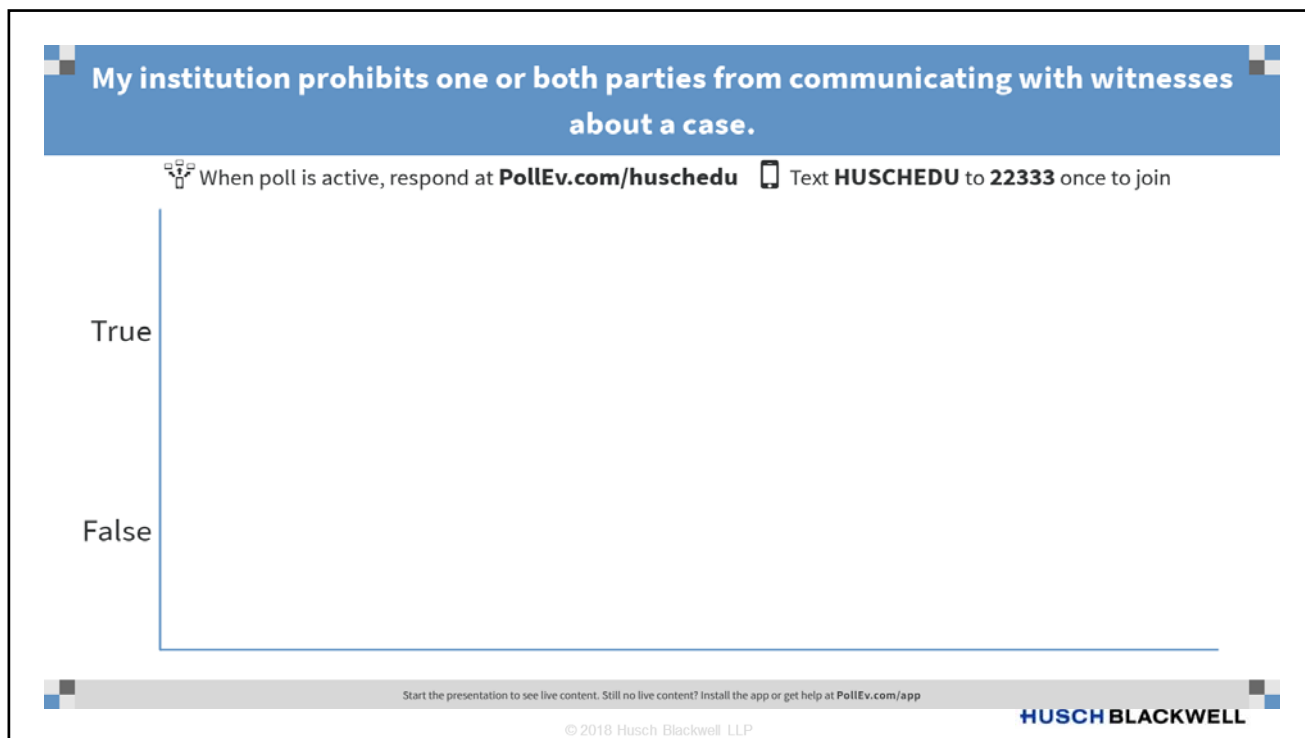 My institution prohibits one or both parties from communicating with witnesses
about a case.
When poll is active, respond at PollEv.com/huschedu Text HUSCHEDU to 22333 once to join
True
False
Start the presentation to see live content. Still no live content? Install the app or get help at PollEv.com/app
HUSCH BLACKWELL
© 2018 Husch Blackwell LLP